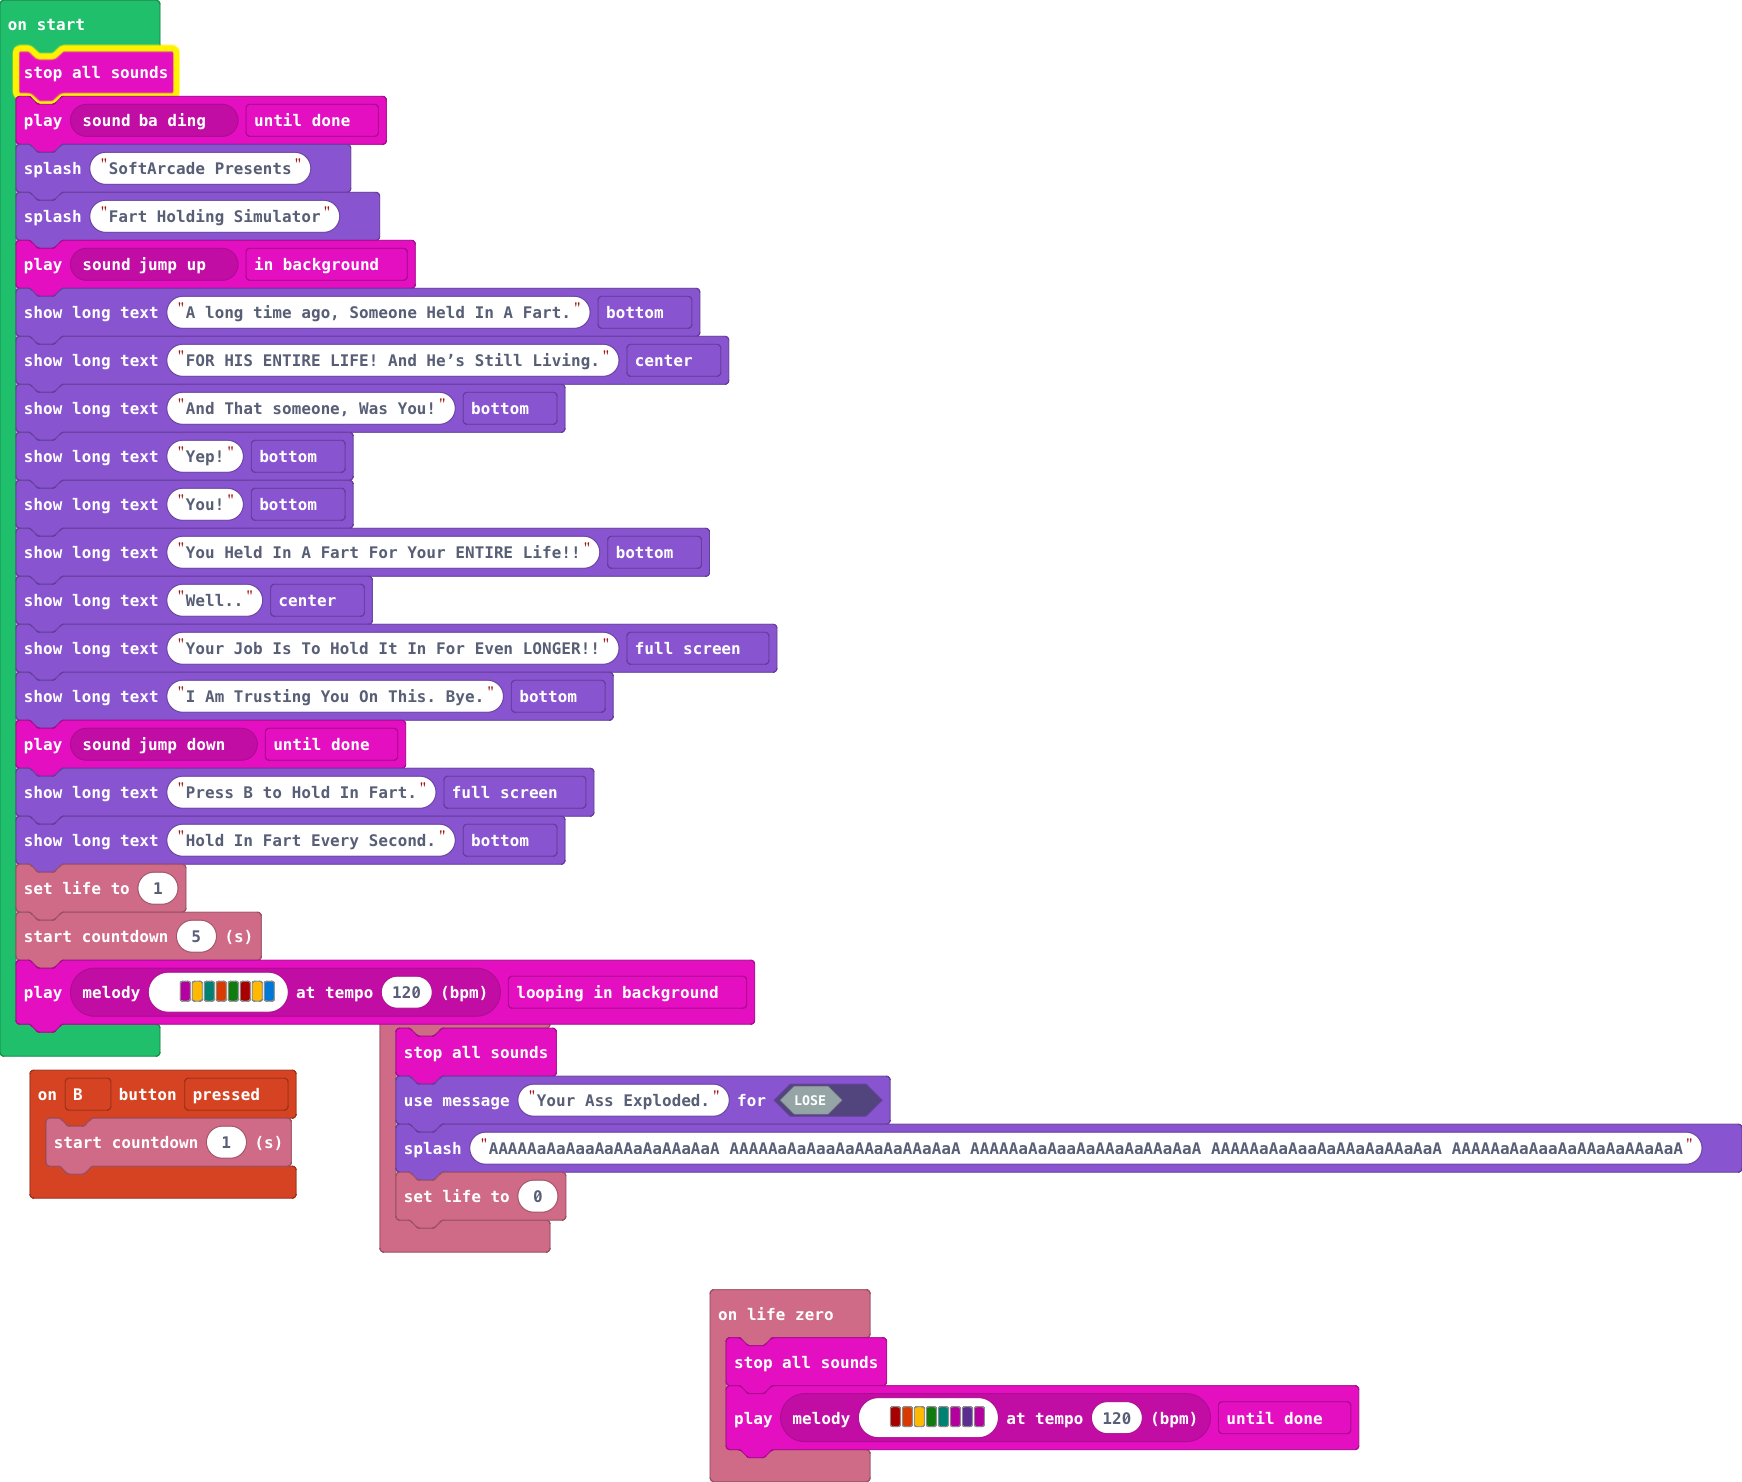 on start
stop all sounds
play sound ba ding until done
splash "SoftArcade Presents"
splash "Fart Holding Simulator"
play sound jump up in background
show long text "A long time ago, Someone Held In A Fart." bottom
show long text "FOR HIS ENTIRE LIFE! And He’s Still Living." center
show long text "And That someone, Was You!" bottom
show long text "Yep!" bottom
show long text "You!" bottom
show long text "You Held In A Fart For Your ENTIRE Life!!" bottom
show long text "Well.." center
show long text "Your Job Is To Hold It In For Even LONGER!!" full screen
show long text "I Am Trusting You On This. Bye." bottom
play sound jump down until done
show long text "Press B to Hold In Fart." full screen
show long text "Hold In Fart Every Second." bottom
set life to 1
start countdown 5 (s)
play melody at tempo 120 (bpm) looping in background
on B button pressed
start countdown 1 (s)
stop all sounds
use message "Your Ass Exploded." for LOSE
splash "AAAAAaAaAaaAaAAaAaAAaAaA AAAAAaAaAaaAaAAaAaAAaAaA AAAAAaAaAaaAaAAaAaAAaAaA AAAAAaAaAaaAaAAaAaAAaAaA AAAAAaAaAaaAaAAaAaAAaAaA"
set life to 0
on life zero
stop all sounds
play melody at tempo 120 (bpm) until done